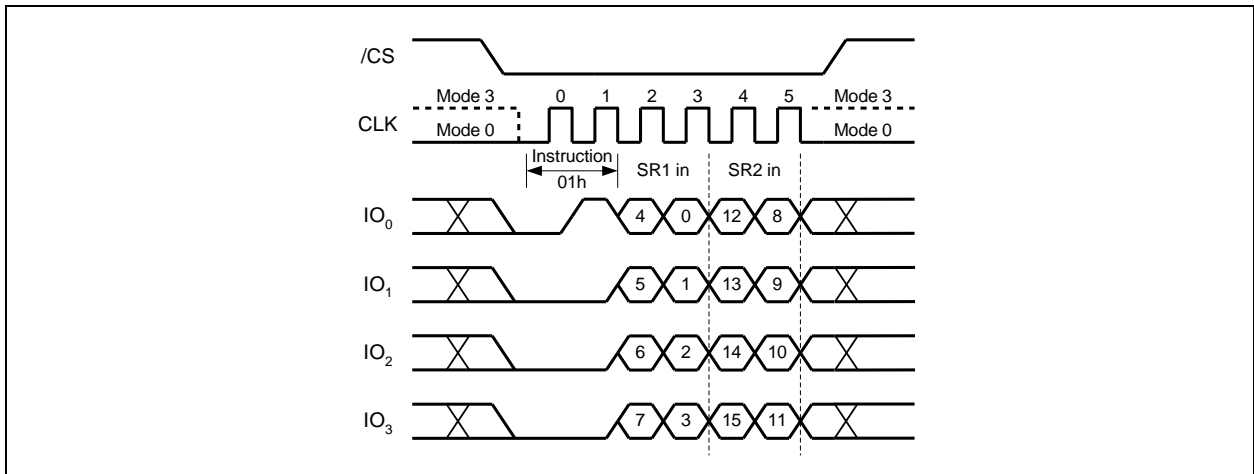 /CS
Mode 3 0 1 2 3 4 5 Mode 3
CLK
Mode 0 Mode 0
Instruction
01h
SR1 in SR2 in
IO0 4 0 12 8
IO1 5 1 13 9
IO2 6 2 14 10
IO3 7 3 15 11